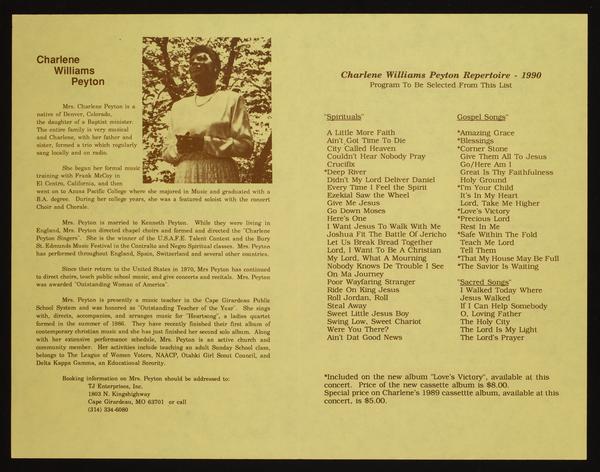 Charlene
Williams
Peyton
Mrs. Charlene Peyton is a
native of Denver, Colorado,
the daughter of a Baptist minister.
The entire family is very musical
and Charlene, with her father and
sister, formed a trio which regularly
sang locally and on radio.
She began her formal music
training with Frank McCoy in
El Centro, California, and then
went on to Azusa Pacific College where she majored in Music and graduated with a
B.A. degree. During her college years, she was a featured soloist with the concert
Choir and Chorale.
Mrs. Peyton is married to Kenneth Peyton. While they were living in
England, Mrs. Peyton directed chapel choirs and formed and directed the "Charlene
Peyton Singers". She is the winner of the U.S.A.F.E. Talent Contest and the Bury
St. Edmunds Music Festival in the Contralto and Negro Spiritual classes. Mrs. Peyton
has performed throughout England, Spain, Switzerland and several other countries.
Since their return to the United States in 1970, Mrs Peyton has continued
to direct choirs, teach public school music, and give concerts and recitals. Mrs. Peyton
was awarded "Outstanding Woman of America".
Mrs. Peyton is presently a music teacher in the Cape Girardeau Public
School System and was honored as "Outstanding Teacher of the Year". She sings
with, directs, accompanies, and arranges music for "Heartsong", a ladies quartet
formed in the summer of 1986. They have recently finished their first album of
contemporary christian music and she has just finished her second solo album. Along
with her extensive performance schedule, Mrs. Peyton is an active church and
community member. Her activities include teaching an adult Sunday School class,
belongs to The League of Women Voters, NAACP, Otahki Girl Scout Council, and
Delta Kappa Gamma, an Educational Sorority.
Booking information on Mrs. Peyton should be addressed to:
TJ Enterprises, Inc.
1803 N. Kingshighway
Cape Girardeau, MO 63701 or call
(314) 334-6080
Charlene Williams Peyton Repertoire - 1990
Program To Be Selected From This List
"Spirituals"
A Little More Faith
Ain't Got Time To Die
City Called Heaven
Couldn't Hear Nobody Pray
Crucifix
*Deep River
Didn't My Lord Deliver Daniel
Every Time I Feel the Spirit
Ezekial Saw the Wheel
Give Me Jesus
Go Down Moses
Here's One
I Want Jesus To Walk With Me
Joshua Fit The Battle Of Jericho
Let Us Break Bread Together
Lord, I Want To Be A Christian
My Lord, What A Mourning
Nobody Knows De Trouble I See
On Ma Journey
Poor Wayfaring Stranger
Ride On King Jesus
Roll Jordan, Roll
Steal Away
Sweet Little Jesus Boy
Swing Low, Sweet Chariot
Were You There?
Ain't Dat Good News
Gospel Songs"
*Amazing Grace
*Blessings
*Corner Stone
Give Them All To Jesus
Go/Here Am I
Great Is Thy Faithfulness
Holy Ground
*I'm Your Child
It's In My Heart
Lord, Take Me Higher
*Love's Victory
*Precious Lord
Rest In Me
*Safe Within The Fold
Teach Me Lord
Tell Them
*That My House May Be Full
*The Savior Is Waiting
"Sacred Songs"
I Walked Today Where
Jesus Walked
If I Can Help Somebody
O, Loving Father
The Holy City
The Lord Is My Light
The Lord's Prayer
*Included on the new album "Love's Victory", available at this
concert. Price of the new cassette album is $8.00.
Special price on Charlene's 1989 cassettte album, available at this
concert, is $5.00.